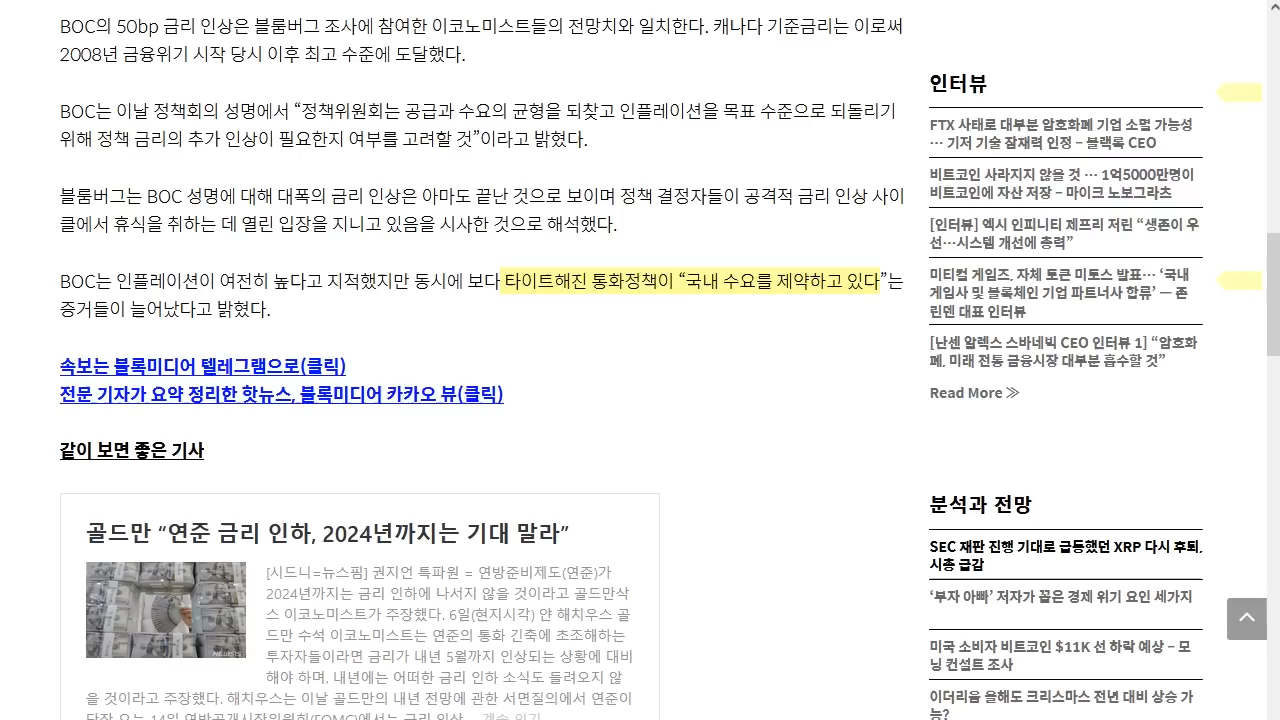 BOC의 50bp 금리 인상은 블룸버그 조사에 참여한 이코노미스트들의 전망치와 일치한다. 캐나다 기준금리는 이로써
2008년 금융위기 시작 당시 이후 최고 수준에 도달했다.
BOC는 이날 정책회의 성명에서 “정책위원회는 공급과 수요의 균형을 되찾고 인플레이션을 목표 수준으로 되돌리기
위해 정책 금리의 추가 인상이 필요한지 여부를 고려할 것”이라고 밝혔다.
블룸버그는 BOC 성명에 대해 대폭의 금리 인상은 아마도 끝난 것으로 보이며 정책 결정자들이 공격적 금리 인상 사이
클에서 휴식을 취하는 데 열린 입장을 지니고 있음을 시사한 것으로 해석했다.
BOC는 인플레이션이 여전히 높다고 지적했지만 동시에 보다 타이트해진 통화정책이 “국내 수요를 제약하고 있다”는
증거들이 늘어났다고 밝혔다.
속보는 블록미디어 텔레그램으로(클릭)
전문 기자가 요약 정리한 핫뉴스, 블록미디어 카카오 뷰(클릭)
같이 보면 좋은 기사
골드만 “연준 금리 인하, 2024년까지는 기대 말라”
[시드니=뉴스핌] 권지언 특파원 = 연방준비제도(연준)가
2024년까지는 금리 인하에 나서지 않을 것이라고 골드만삭
스 이코노미스트가 주장했다. 6일(현지시각) 얀 해치우스 골
드만 수석 이코노미스트는 연준의 통화 긴축에 초조해하는
투자자들이라면 금리가 내년 5월까지 인상되는 상황에 대비
해야 하며, 내년에는 어떠한 금리 인하 소식도 들려오지 않
을 것이라고 주장했다. 해치우스는 이날 골드만의 내년 전망에 관한 서면질의에서 연준이
당장 오는 14일 연방공개시장위원회(FOMC)에서는 금리 인상… 계속 읽기
인터뷰
FTX 사태로 대부분 암호화폐 기업 소멸 가능성
… 기저 기술 잠재력 인정 – 블랙록 CEO
비트코인 사라지지 않을 것 … 1억5000만명이
비트코인에 자산 저장 – 마이크 노보그라츠
[인터뷰] 엑시 인피니티 제프리 저린 “생존이 우
선…시스템 개선에 총력”
미티컬 게임즈, 자체 토큰 미토스 발표… ‘국내
게임사 및 블록체인 기업 파트너사 합류’ — 존
린덴 대표 인터뷰
[난센 알렉스 스바네빅 CEO 인터뷰 1] “암호화
폐, 미래 전통 금융시장 대부분 흡수할 것”
Read More ≫
분석과 전망
SEC 재판 진행 기대로 급등했던 XRP 다시 후퇴,
시총 급감
‘부자 아빠’ 저자가 꼽은 경제 위기 요인 세가지
미국 소비자 비트코인 $11K 선 하락 예상 – 모
닝 컨설트 조사
이더리움 올해도 크리스마스 전년 대비 상승 가
능?